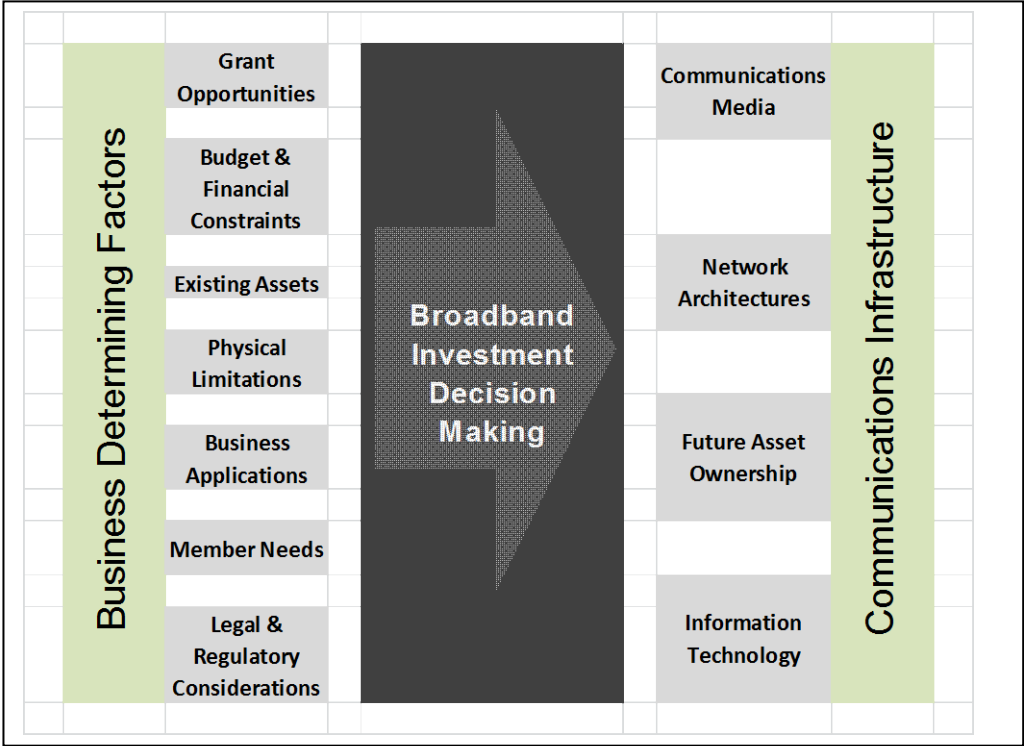 Business Determining Factors
Grant
Opportunities
Budget &
Financial
Constraints
Existing Assets
Physical
Limitations
Business
Applications
Member Needs
Legal &
Regulatory
Considerations
Broadband
Investment
Decision
Making
Communications
Media
Network
Architectures
Future Asset
Ownership
Information
Technology
Communications Infrastructure